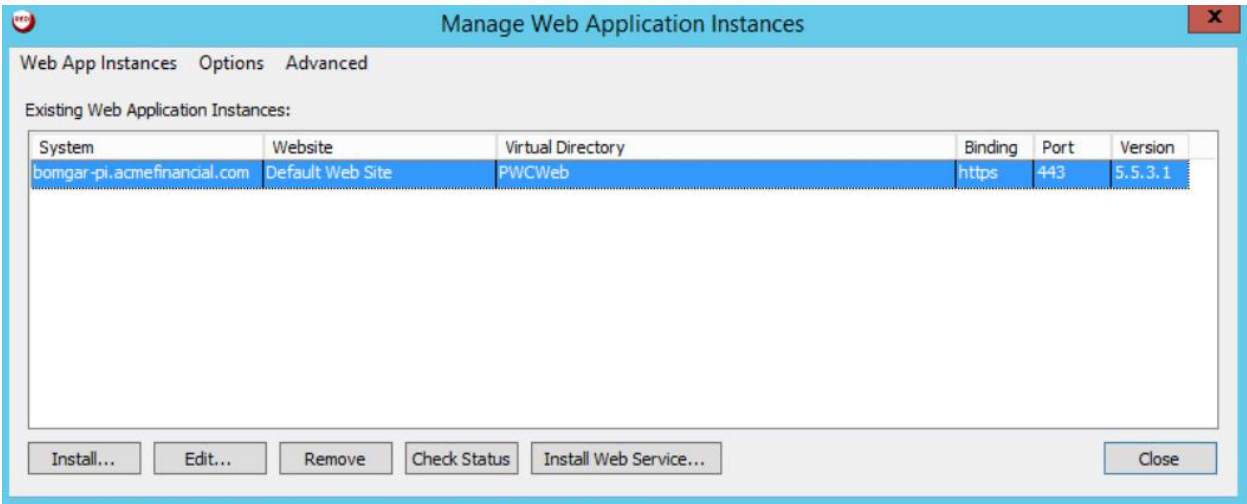 Manage Web Application Instances
x
Web App Instances Options Advanced
Existing Web Application Instances:
System Website Virtual Directory Binding Port Version
bomgar-pi.acmefinancial.com Default Web Site PWCWeb https 443 5.5.3.1
Install... Edit... Remove Check Status Install Web Service... Close